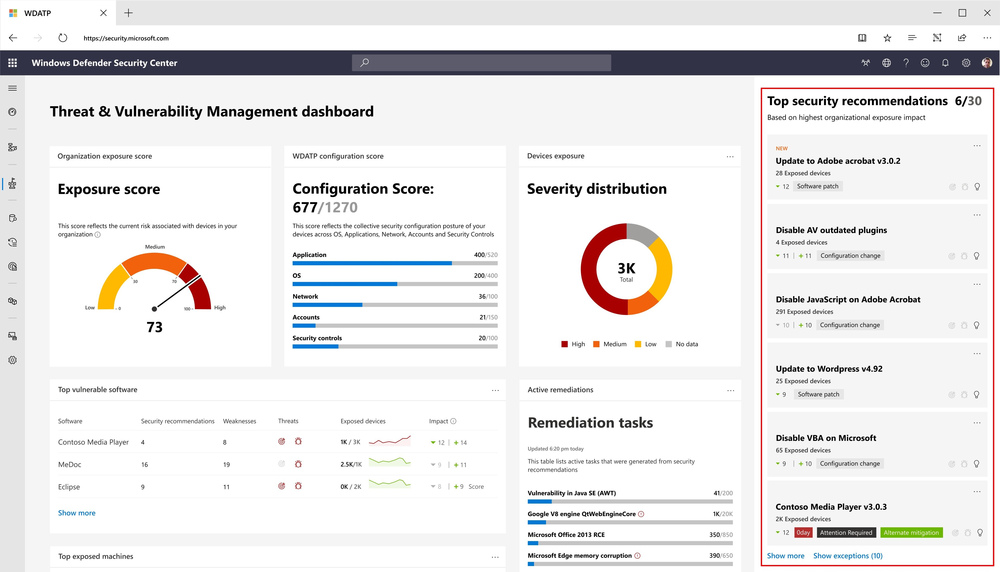 WDATP
https://security.microsoft.com
Windows Defender Security Center
Threat & Vulnerability Management dashboard
Organization exposure score
Exposure score
This score reflects the current risk associated with devices in your
organization
Medium
30
70
Low
0
100
High
73
WDATP configuration score
Configuration Score:
677/1270
This score reflects the collective security configuration posture of your
devices across OS, Applications, Network, Accounts and Security Controls
Application 400/520
OS 200/400
Network 36/100
Accounts 21/150
Security controls 20/100
Devices exposure ...
Severity distribution
3K
Total
High Medium Low No data
Top vulnerable software ...
Software Security recommendations Weaknesses Threats Exposed devices Impact
Contoso Media Player 4 8 1K / 3K 12 | + 14
MeDoc 16 19 2.5K/1K 9 | + 11
Eclipse 9 11 0K / 2K 8 | + 9 Score
Show more
Top exposed machines ...
Active remediations ...
Remediation tasks
Updated 6:20 pm today
This table lists active tasks that were generated from security
recommendations
Vulnerability in Java SE (AWT) 41/200
Google V8 engine QtWebEngineCore 1K/20K
Microsoft Office 2013 RCE 350/850
Microsoft Edge memory corruption 390/650
Top security recommendations 6/30
Based on highest organizational exposure impact
NEW ...
Update to Adobe acrobat v3.0.2
28 Exposed devices
12 Software patch
...
Disable AV outdated plugins
4 Exposed devices
11 | + 11 Configuration change
...
Disable JavaScript on Adobe Acrobat
291 Exposed devices
10 | + 10 Configuration change
...
Update to Wordpress v4.92
25 Exposed devices
9 Software patch
...
Disable VBA on Microsoft
65 Exposed devices
9 | + 10 Configuration change
...
Contoso Media Player v3.0.3
2K Exposed devices
12 0day Attention Required Alternate mitigation
Show more Show exceptions (10)